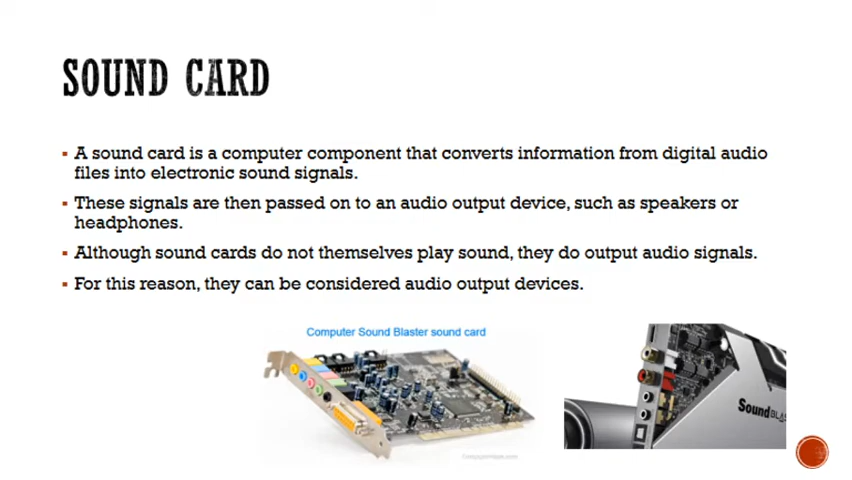 SOUND CARD
▪ A sound card is a computer component that converts information from digital audio
files into electronic sound signals.
▪ These signals are then passed on to an audio output device, such as speakers or
headphones.
▪ Although sound cards do not themselves play sound, they do output audio signals.
▪ For this reason, they can be considered audio output devices.
Computer Sound Blaster sound card
Sound BLAS